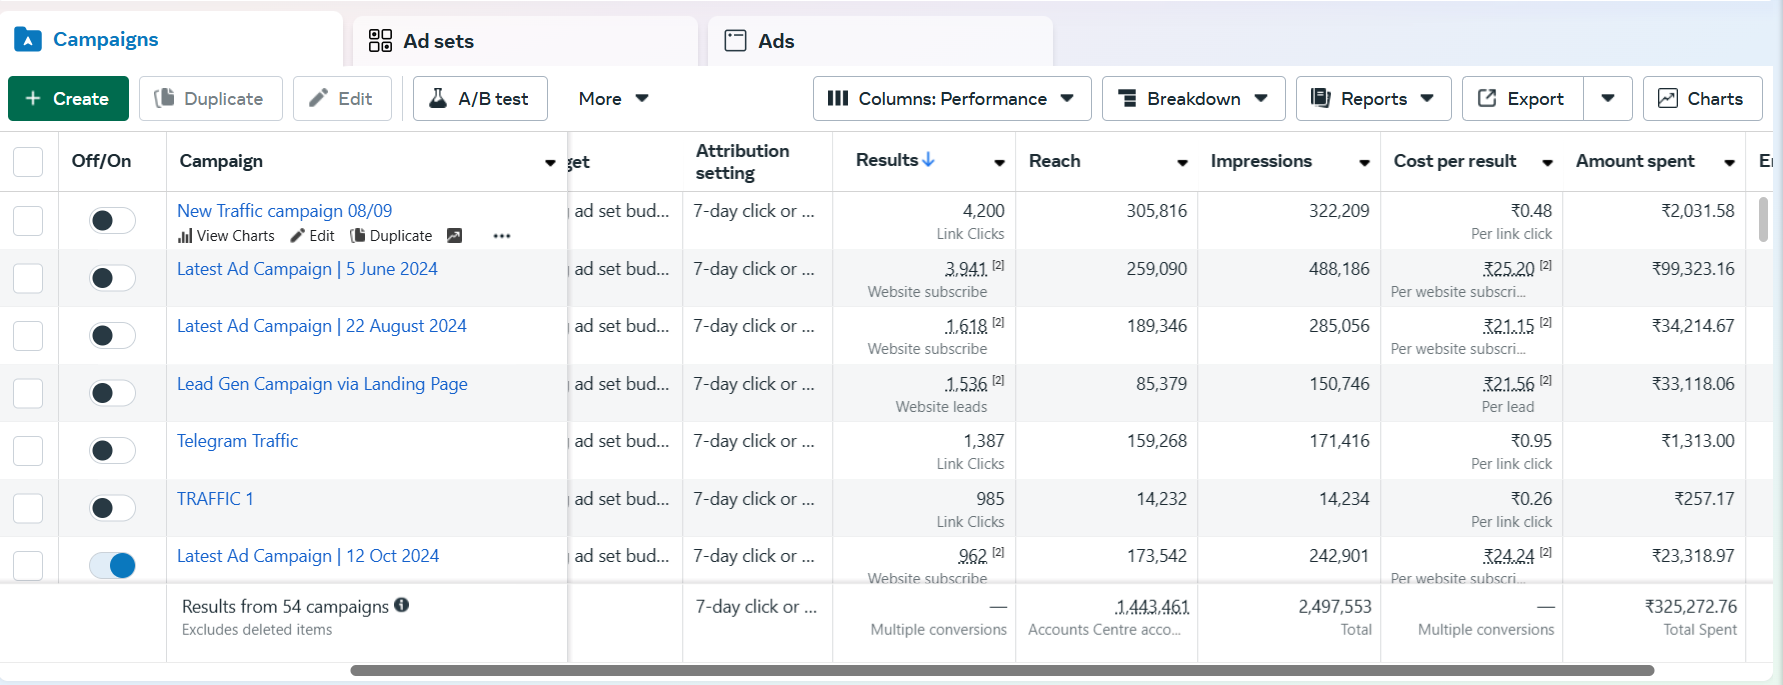 Campaigns
Ad sets
Ads
+ Create
Duplicate
Edit
A/B test
More
Columns: Performance
Breakdown
Reports
Export
Charts
Off/On
Campaign
get
Attribution
setting
Results
Reach
Impressions
Cost per result
Amount spent
New Traffic campaign 08/09
View Charts Edit Duplicate ...
ad set bud... 7-day click or ... 4,200 305,816 322,209 ₹0.48 ₹2,031.58
Link Clicks Per link click
Latest Ad Campaign | 5 June 2024 ad set bud... 7-day click or ... 3,941 [2] 259,090 488,186 ₹25.20 [2] ₹99,323.16
Website subscribe Per website subscri...
Latest Ad Campaign | 22 August 2024 ad set bud... 7-day click or ... 1,618 [2] 189,346 285,056 ₹21.15 [2] ₹34,214.67
Website subscribe Per website subscri...
Lead Gen Campaign via Landing Page ad set bud... 7-day click or ... 1,536 [2] 85,379 150,746 ₹21.56 [2] ₹33,118.06
Website leads Per lead
Telegram Traffic ad set bud... 7-day click or ... 1,387 159,268 171,416 ₹0.95 ₹1,313.00
Link Clicks Per link click
TRAFFIC 1 ad set bud... 7-day click or ... 985 14,232 14,234 ₹0.26 ₹257.17
Link Clicks Per link click
Latest Ad Campaign | 12 Oct 2024 ad set bud... 7-day click or ... 962 [2] 173,542 242,901 ₹24.24 [2] ₹23,318.97
Website subscribe Per website subscri...
Results from 54 campaigns 7-day click or ... — 1,443,461 2,497,553 — ₹325,272.76
Excludes deleted items Multiple conversions Accounts Centre acco... Total Multiple conversions Total Spent